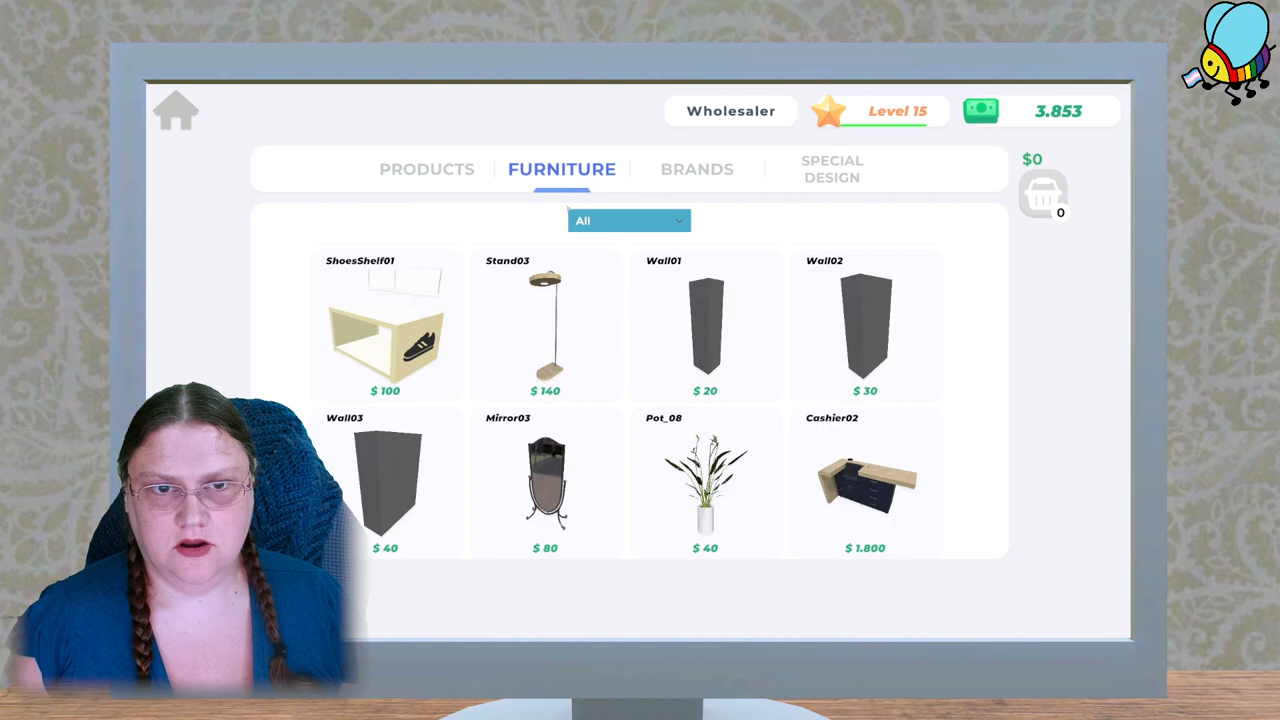 Wholesaler
Level 15
3.853
PRODUCTS
FURNITURE
BRANDS
SPECIAL
DESIGN
$0
0
All
ShoesShelf01
Stand03
Wall01
Wall02
$ 100
$ 140
$ 20
$ 30
Wall03
Mirror03
Pot_08
Cashier02
$ 40
$ 80
$ 40
$ 1.800